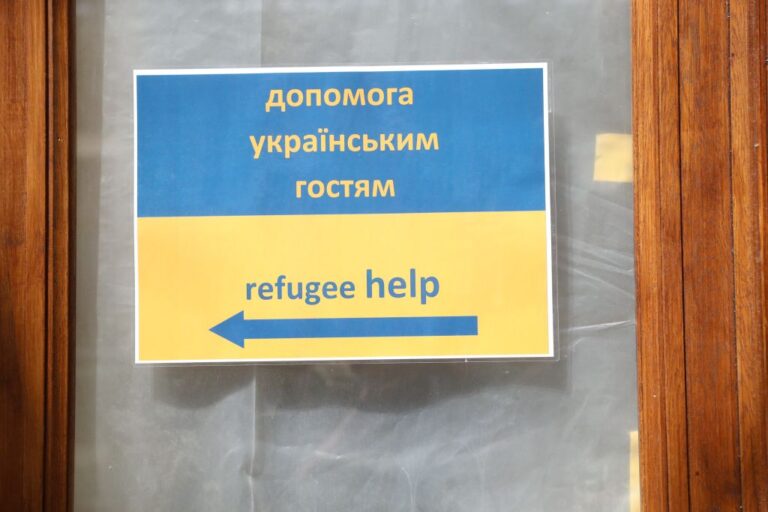 допомога
українським
гостям
refugee help